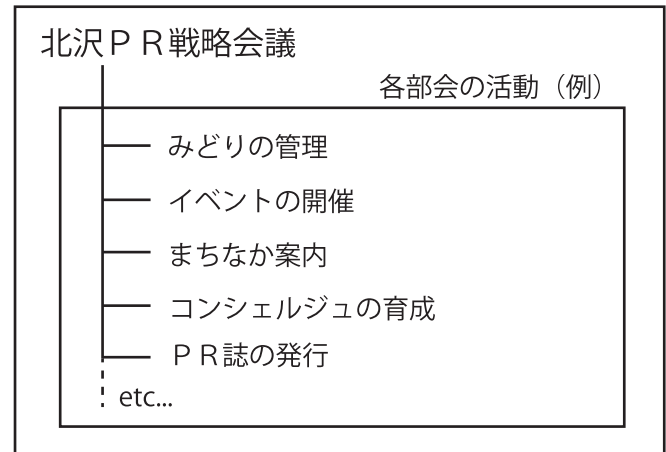 北沢ＰＲ戦略会議
各部会の活動（例）
みどりの管理
イベントの開催
まちなか案内
コンシェルジュの育成
ＰＲ誌の発行
etc...